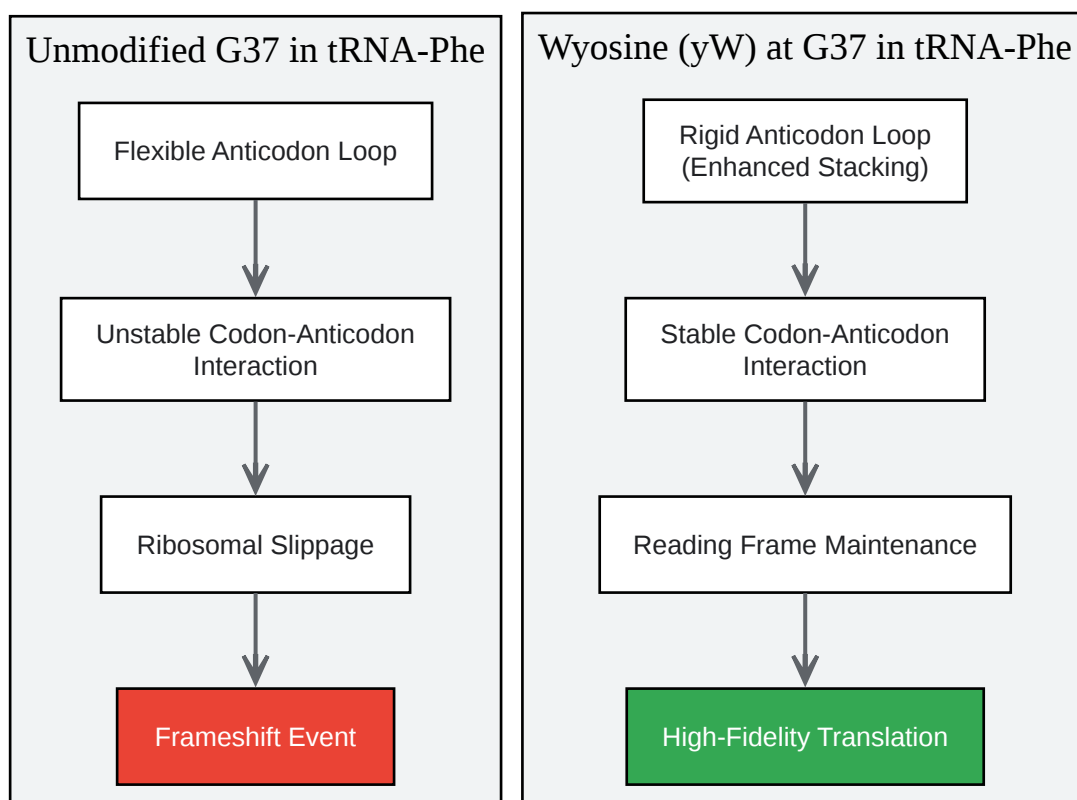 Unmodified G37 in tRNA-Phe
Flexible Anticodon Loop
Unstable Codon-Anticodon
Interaction
Ribosomal Slippage
Frameshift Event
Wyosine (yW) at G37 in tRNA-Phe
Rigid Anticodon Loop
(Enhanced Stacking)
Stable Codon-Anticodon
Interaction
Reading Frame Maintenance
High-Fidelity Translation